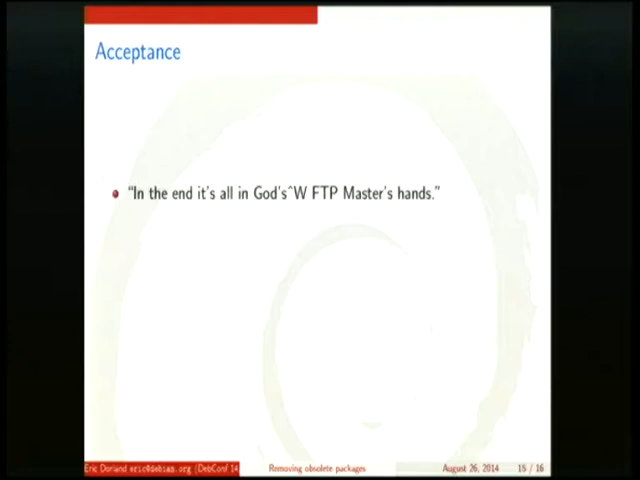 Acceptance
"In the end it's all in God's^W FTP Master's hands."
Eric Dorland eric@debian.org (DebConf 14
Removing obsolete packages
August 26, 2014
15 / 16